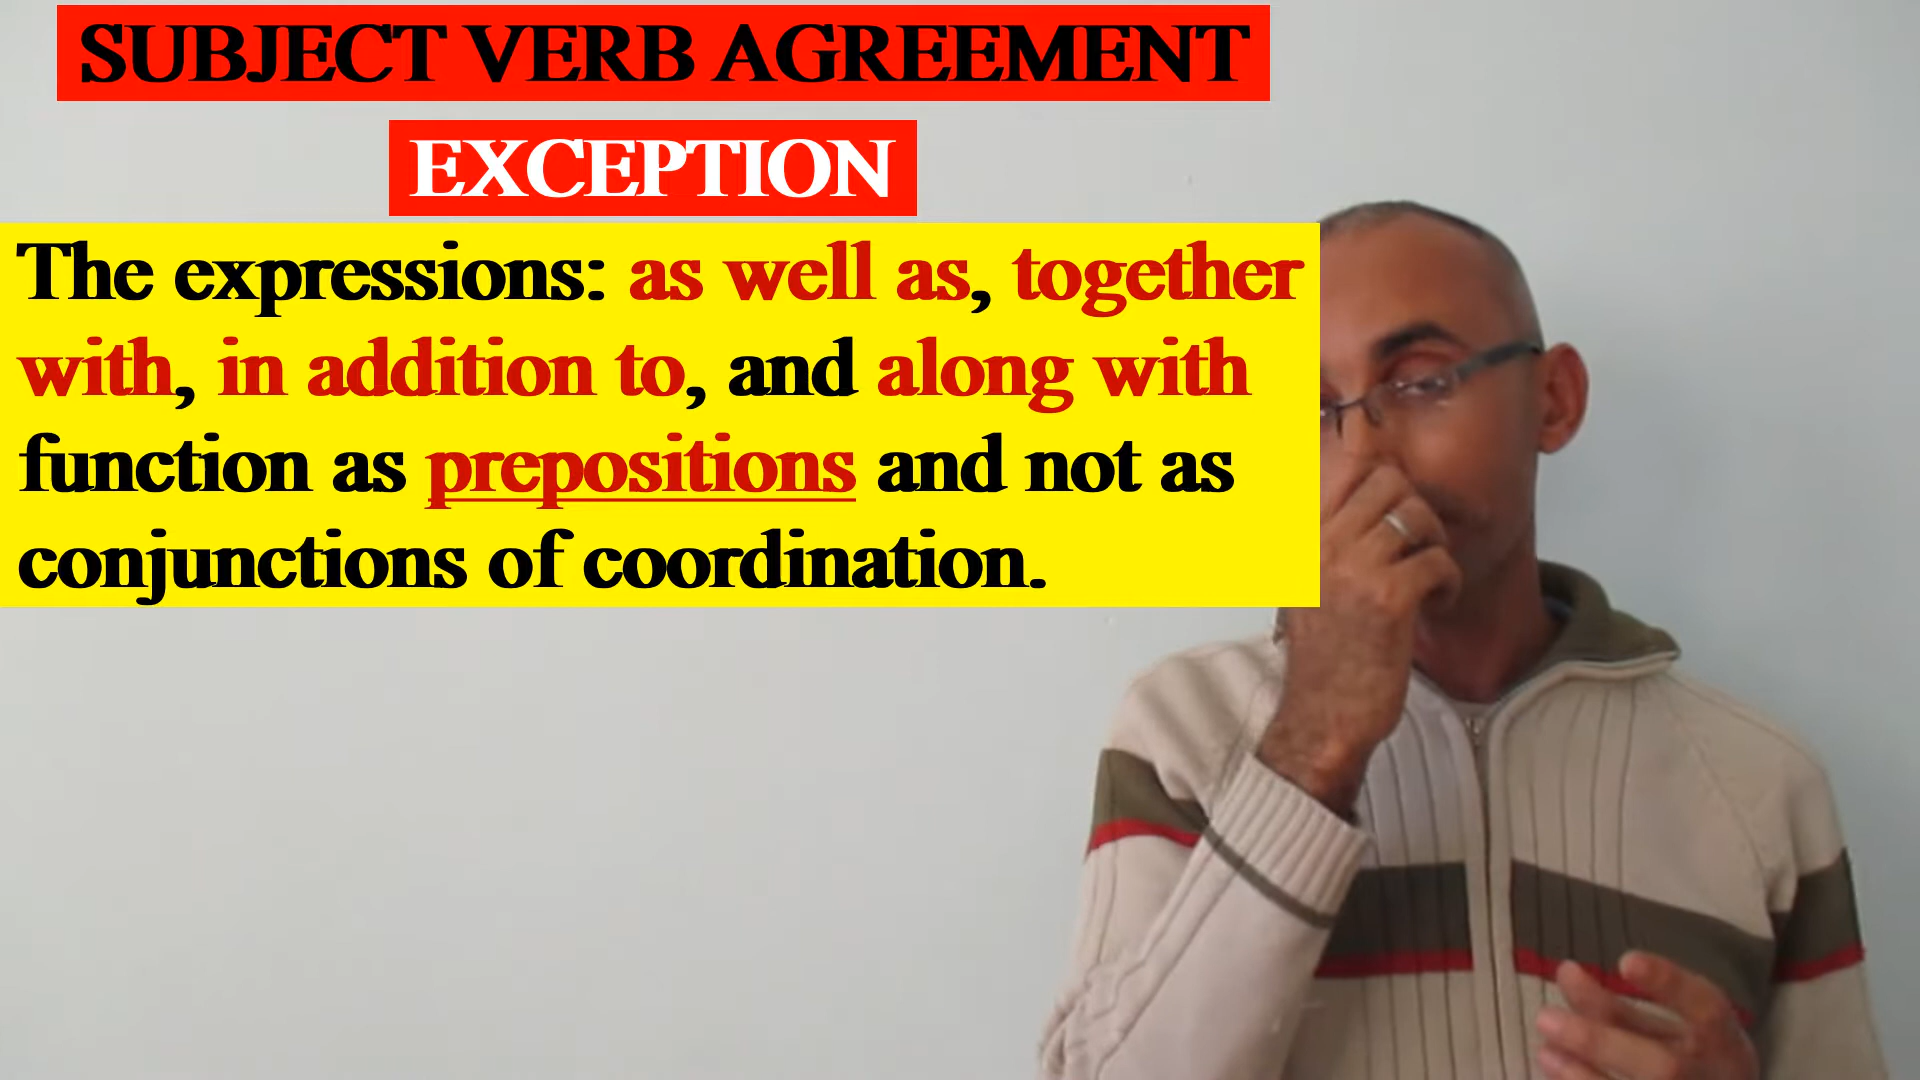 SUBJECT VERB AGREEMENT
EXCEPTION
The expressions: as well as, together
with, in addition to, and along with
function as prepositions and not as
conjunctions of coordination.